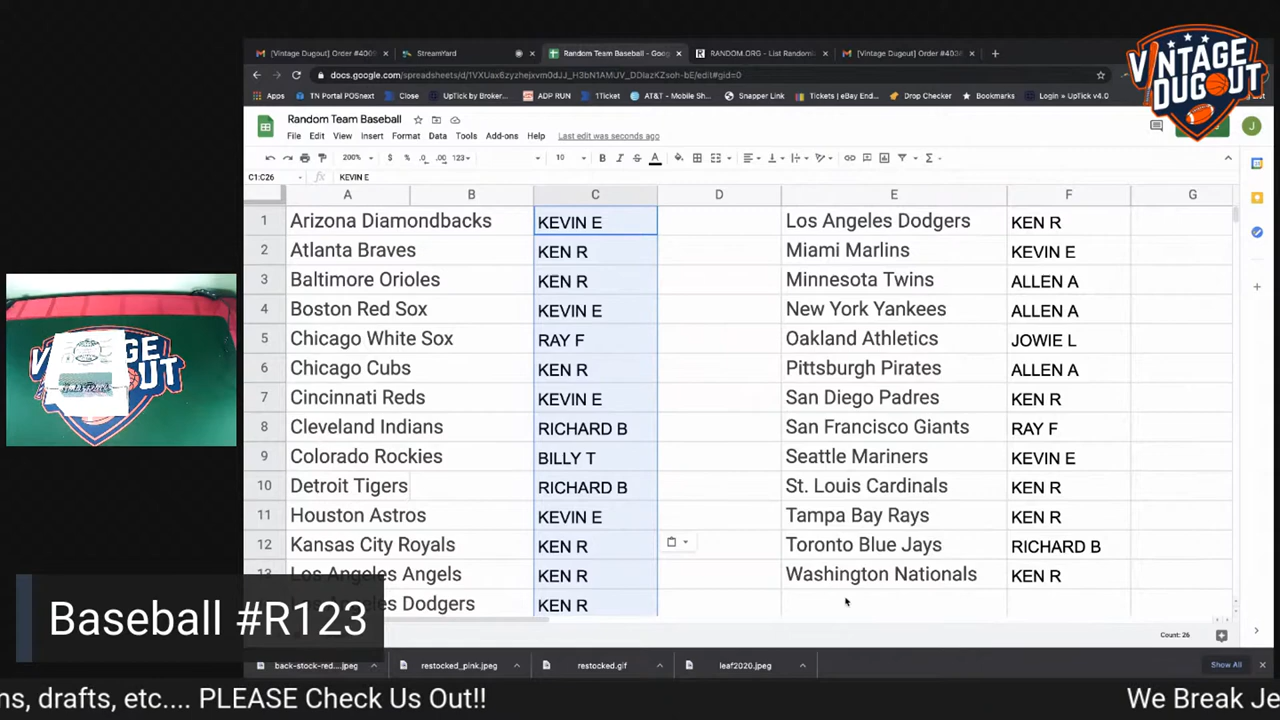 [Vintage Dugout] Order #400
StreamYard
Random Team Baseball - Goog
RANDOM.ORG - List Randomi
[Vintage Dugout] Order #403
docs.google.com/spreadsheets/d/1VXUax6zyzhejxvm0dJJ_H3bN1AMUV_DDIazKZsoh-bE/edit#gid=0
Apps
TN Portal POSnext
Close
UpTick by Broker...
ADP RUN
1Ticket
AT&T - Mobile Sh...
Snapper Link
Tickets | eBay End...
Drop Checker
Bookmarks
Login » UpTick v4.0
VINTAGE
DUGOUT
Random Team Baseball
File Edit View Insert Format Data Tools Add-ons Help Last edit was seconds ago
J
200% $ % .0 .00 123 10 B I S A
C1:C26 fx KEVIN E
A B C D E F G
1 Arizona Diamondbacks KEVIN E Los Angeles Dodgers KEN R
2 Atlanta Braves KEN R Miami Marlins KEVIN E
3 Baltimore Orioles KEN R Minnesota Twins ALLEN A
4 Boston Red Sox KEVIN E New York Yankees ALLEN A
5 Chicago White Sox RAY F Oakland Athletics JOWIE L
6 Chicago Cubs KEN R Pittsburgh Pirates ALLEN A
7 Cincinnati Reds KEVIN E San Diego Padres KEN R
8 Cleveland Indians RICHARD B San Francisco Giants RAY F
9 Colorado Rockies BILLY T Seattle Mariners KEVIN E
10 Detroit Tigers RICHARD B St. Louis Cardinals KEN R
11 Houston Astros KEVIN E Tampa Bay Rays KEN R
12 Kansas City Royals KEN R Toronto Blue Jays RICHARD B
13 Los Angeles Angels KEN R Washington Nationals KEN R
Los Angeles Dodgers KEN R
Baseball #R123
Count: 26
back-stock-red....jpeg
restocked_pink.jpeg
restocked.gif
leaf2020.jpeg
Show All
ms, drafts, etc.... PLEASE Check Us Out!!
We Break Je